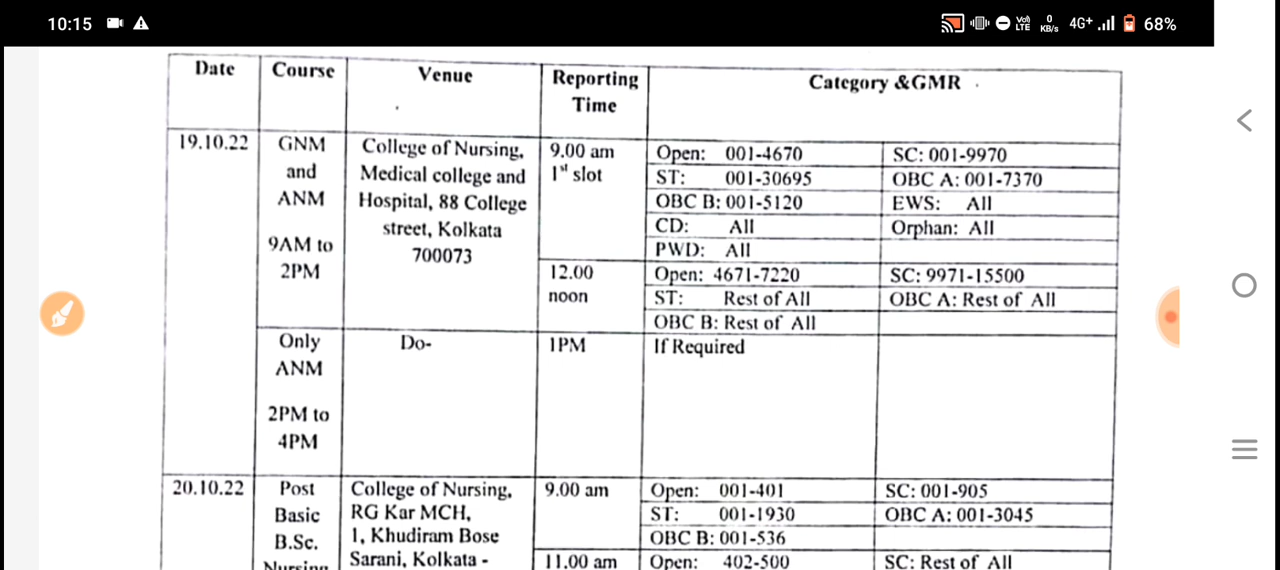 10:15
Vo) LTE 0 KB/s 4G+ 68%
Date Course Venue Reporting Time Category &GMR
19.10.22
GNM
and
ANM
9AM to
2PM
College of Nursing,
Medical college and
Hospital, 88 College
street, Kolkata
700073
9.00 am
1st slot
Open: 001-4670 SC: 001-9970
ST: 001-30695 OBC A: 001-7370
OBC B: 001-5120 EWS: All
CD: All Orphan: All
PWD: All
12.00
noon
Open: 4671-7220 SC: 9971-15500
ST: Rest of All OBC A: Rest of All
OBC B: Rest of All
Only
ANM
2PM to
4PM
Do-
1PM
If Required
20.10.22
Post
Basic
B.Sc.
Nursing
College of Nursing,
RG Kar MCH,
1, Khudiram Bose
Sarani, Kolkata -
9.00 am
Open: 001-401 SC: 001-905
ST: 001-1930 OBC A: 001-3045
OBC B: 001-536
11.00 am
Open: 402-500 SC: Rest of All